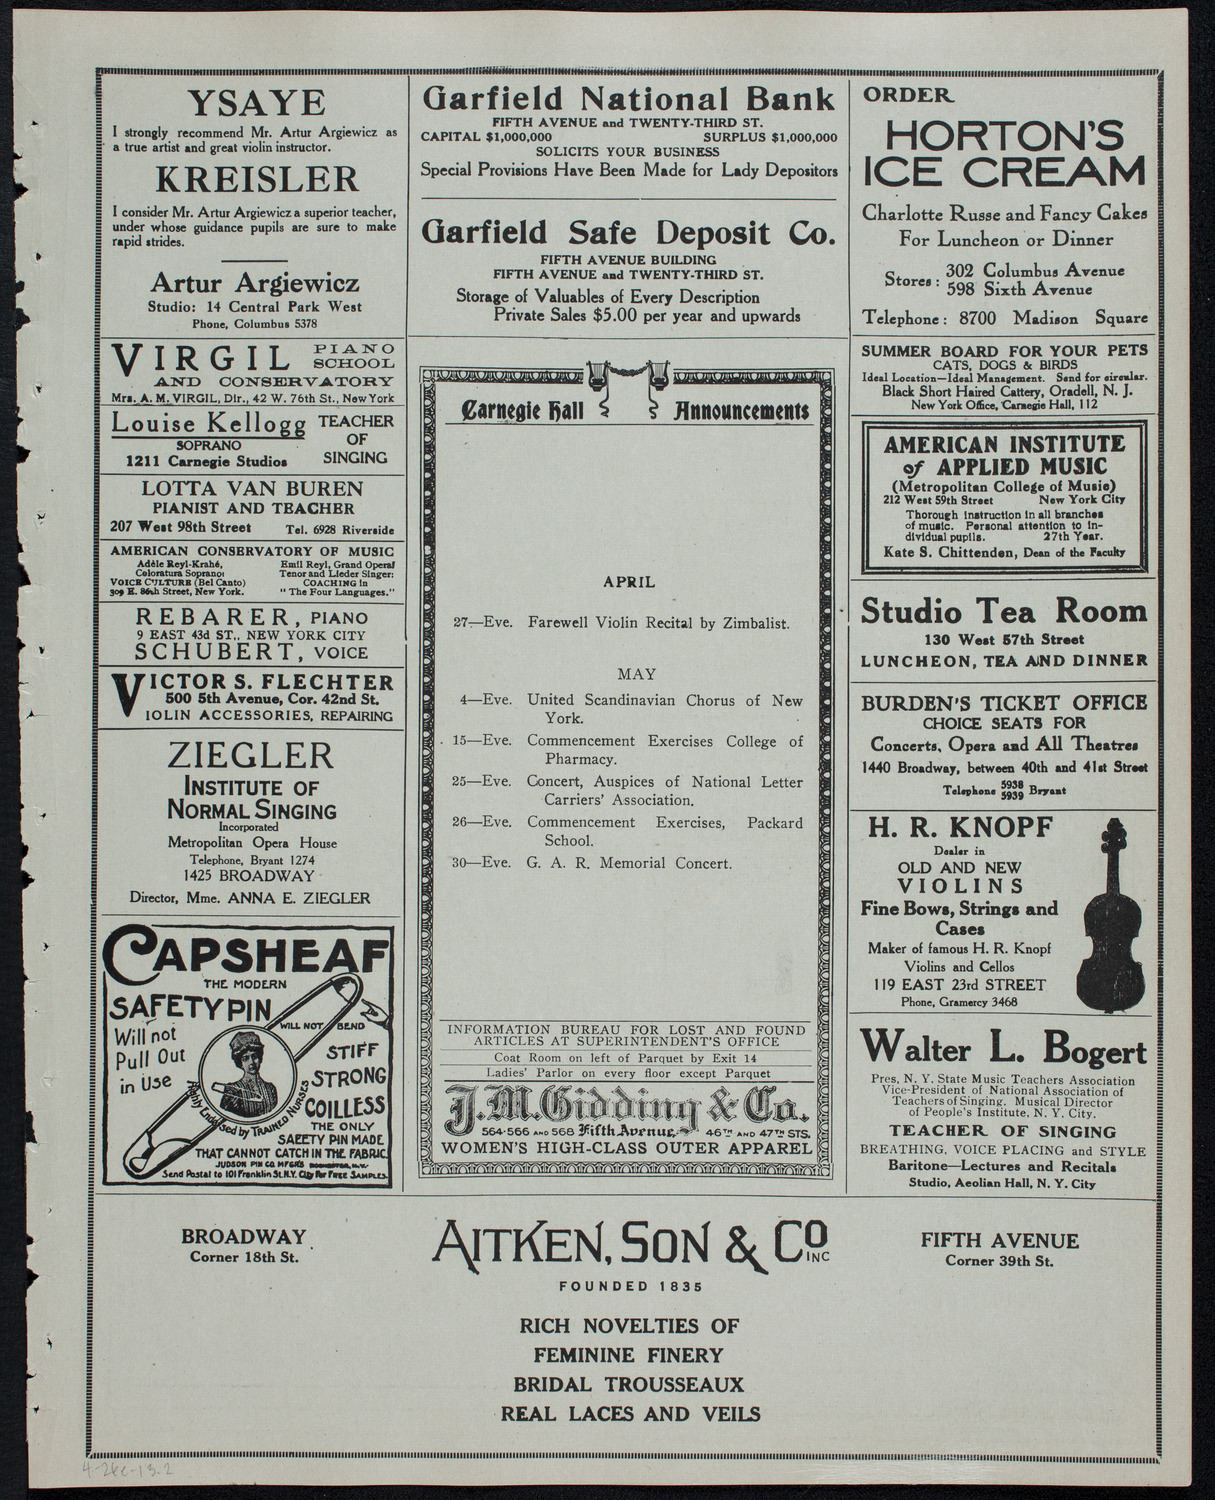 YSAYE
I strongly recommend Mr. Artur Argiewicz as
a true artist and great violin instructor.
KREISLER
I consider Mr. Artur Argiewicz a superior teacher,
under whose guidance pupils are sure to make
rapid strides.
Artur Argiewicz
Studio: 14 Central Park West
Phone, Columbus 5378
VIRGIL PIANO
SCHOOL
AND CONSERVATORY
Mrs. A. M. VIRGIL, Dir., 42 W. 76th St., New York
Louise Kellogg TEACHER
OF
SINGING
SOPRANO
1211 Carnegie Studios
LOTTA VAN BUREN
PIANIST AND TEACHER
207 West 98th Street Tel. 6928 Riverside
AMERICAN CONSERVATORY OF MUSIC
Adèle Reyl-Krahé,
Coloratura Soprano:
VOICE CULTURE (Bel Canto)
309 E. 86th Street, New York.
Emil Reyl, Grand Opera
Tenor and Lieder Singer:
COACHING in
"The Four Languages."
REBARER, PIANO
9 EAST 43d ST., NEW YORK CITY
SCHUBERT, VOICE
VICTOR S. FLECHTER
500 5th Avenue, Cor. 42nd St.
VIOLIN ACCESSORIES, REPAIRING
ZIEGLER
INSTITUTE OF
NORMAL SINGING
Incorporated
Metropolitan Opera House
Telephone, Bryant 1274
1425 BROADWAY
Director, Mme. ANNA E. ZIEGLER
CAPSHEAF
THE MODERN
SAFETY PIN
WILL NOT BEND
Will not
Pull Out
in Use
STIFF
STRONG
COILLESS
Highly Endorsed by TRAINED NURSES
THE ONLY
SAFETY PIN MADE
THAT CANNOT CATCH IN THE FABRIC.
JUDSON PIN CO. MFGRS ROCHESTER, N.Y.
Send Postal to 101 Franklin St. N.Y. City for FREE SAMPLES.
Garfield National Bank
FIFTH AVENUE and TWENTY-THIRD ST.
CAPITAL $1,000,000 SURPLUS $1,000,000
SOLICITS YOUR BUSINESS
Special Provisions Have Been Made for Lady Depositors
Garfield Safe Deposit Co.
FIFTH AVENUE BUILDING
FIFTH AVENUE and TWENTY-THIRD ST.
Storage of Valuables of Every Description
Private Sales $5.00 per year and upwards
Carnegie Hall Announcements
APRIL
27—Eve. Farewell Violin Recital by Zimbalist.
MAY
4—Eve. United Scandinavian Chorus of New
York.
15—Eve. Commencement Exercises College of
Pharmacy.
25—Eve. Concert, Auspices of National Letter
Carriers' Association.
26—Eve. Commencement Exercises, Packard
School.
30—Eve. G. A. R. Memorial Concert.
INFORMATION BUREAU FOR LOST AND FOUND
ARTICLES AT SUPERINTENDENT'S OFFICE
Coat Room on left of Parquet by Exit 14
Ladies' Parlor on every floor except Parquet
J. M. Gidding & Co.
564-566 AND 568 Fifth Avenue, 46TH AND 47TH STS.
WOMEN'S HIGH-CLASS OUTER APPAREL
ORDER
HORTON'S
ICE CREAM
Charlotte Russe and Fancy Cakes
For Luncheon or Dinner
Stores: 302 Columbus Avenue
598 Sixth Avenue
Telephone: 8700 Madison Square
SUMMER BOARD FOR YOUR PETS
CATS, DOGS & BIRDS
Ideal Location—Ideal Management. Send for circular.
Black Short Haired Cattery, Oradell, N. J.
New York Office, Carnegie Hall, 112
AMERICAN INSTITUTE
of APPLIED MUSIC
(Metropolitan College of Music)
212 West 59th Street New York City
Thorough instruction in all branches
of music. Personal attention to in-
dividual pupils. 27th Year.
Kate S. Chittenden, Dean of the Faculty
Studio Tea Room
130 West 57th Street
LUNCHEON, TEA AND DINNER
BURDEN'S TICKET OFFICE
CHOICE SEATS FOR
Concerts, Opera and All Theatres
1440 Broadway, between 40th and 41st Street
Telephone 5938
5939 Bryant
H. R. KNOPF
Dealer in
OLD AND NEW
VIOLINS
Fine Bows, Strings and
Cases
Maker of famous H. R. Knopf
Violins and Cellos
119 EAST 23rd STREET
Phone, Gramercy 3468
Walter L. Bogert
Pres. N. Y. State Music Teachers Association
Vice-President of National Association of
Teachers of Singing. Musical Director
of People's Institute, N. Y. City.
TEACHER OF SINGING
BREATHING, VOICE PLACING and STYLE
Baritone—Lectures and Recitals
Studio, Aeolian Hall, N. Y. City
BROADWAY
Corner 18th St.
AITKEN, SON & CO INC
FOUNDED 1835
FIFTH AVENUE
Corner 39th St.
RICH NOVELTIES OF
FEMININE FINERY
BRIDAL TROUSSEAUX
REAL LACES AND VEILS